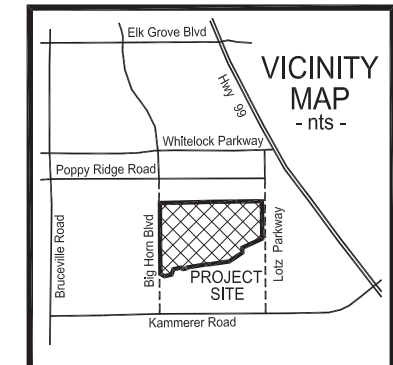 Elk Grove Blvd
VICINITY
MAP
- nts -
Hwy 99
Whitelock Parkway
Poppy Ridge Road
Bruceville Road
Big Horn Blvd
Lotz Parkway
PROJECT
SITE
Kammerer Road